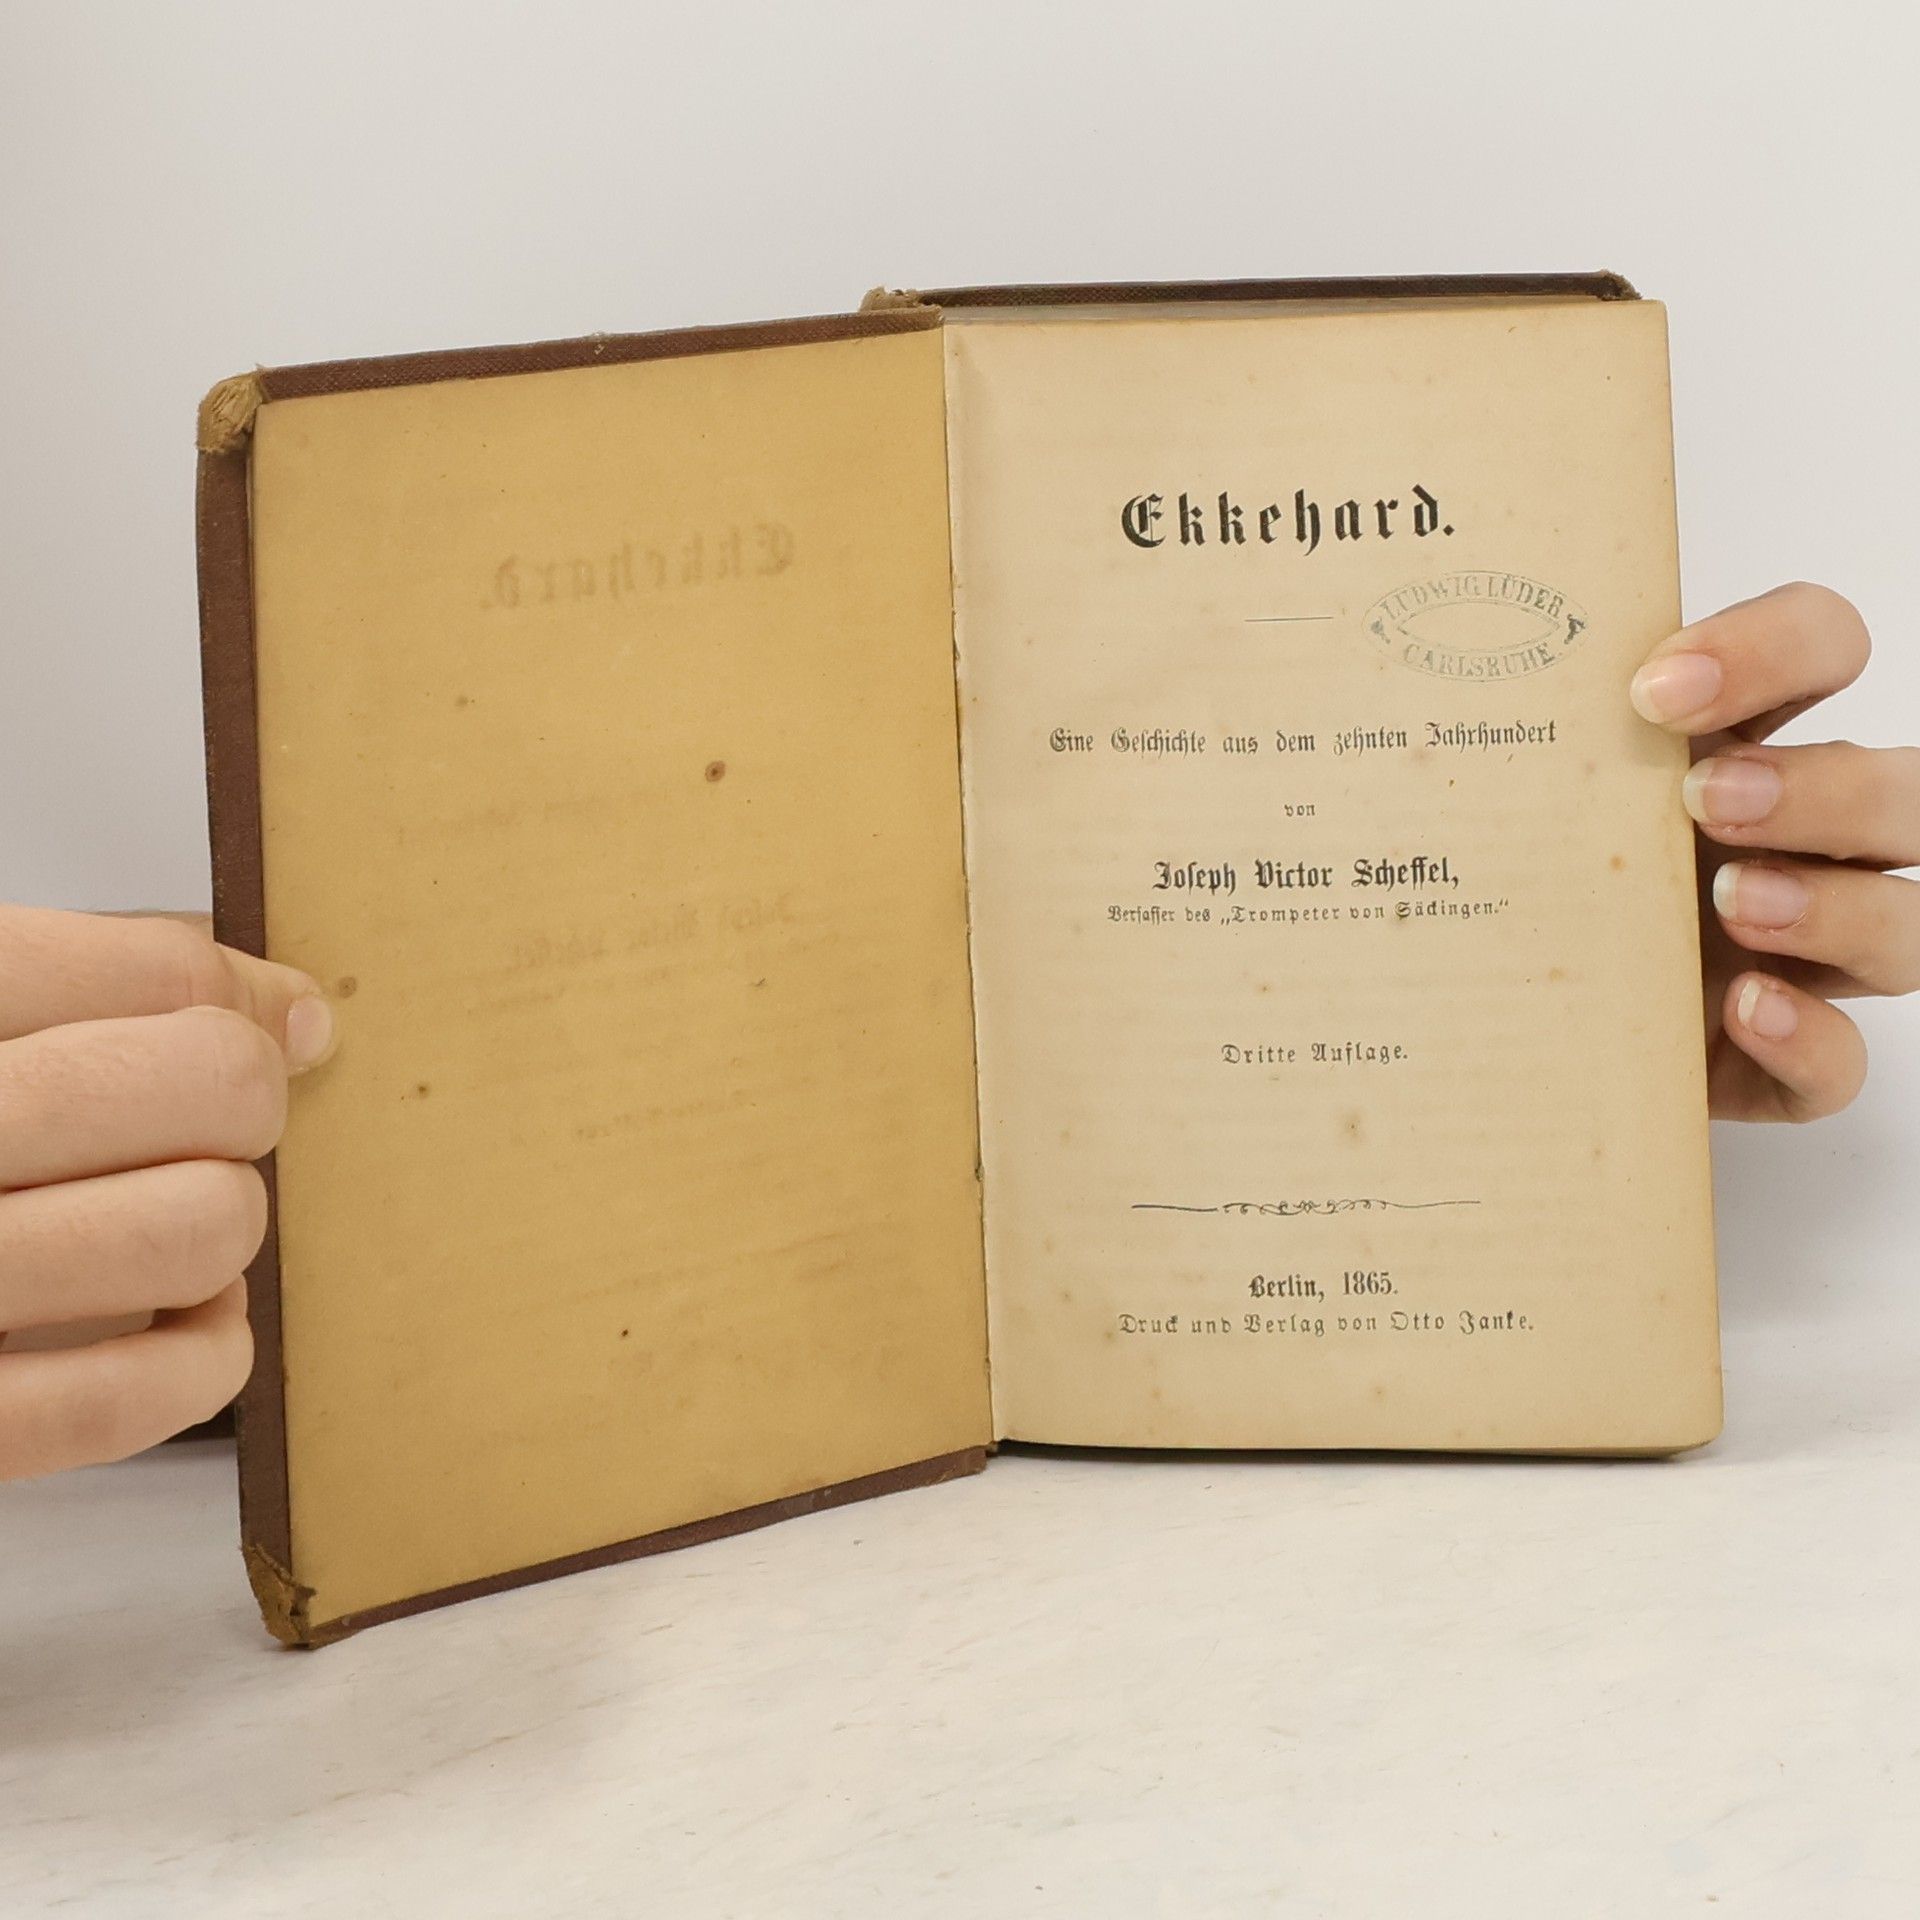 Ekkehard.
LUDWIG LÜDER
CARLSRUHE.
Eine Geschichte aus dem zehnten Jahrhundert
von
Joseph Victor Scheffel,
Verfasser des „Trompeter von Säckingen.“
Dritte Auflage.
Berlin, 1865.
Druck und Verlag von Otto Janke.